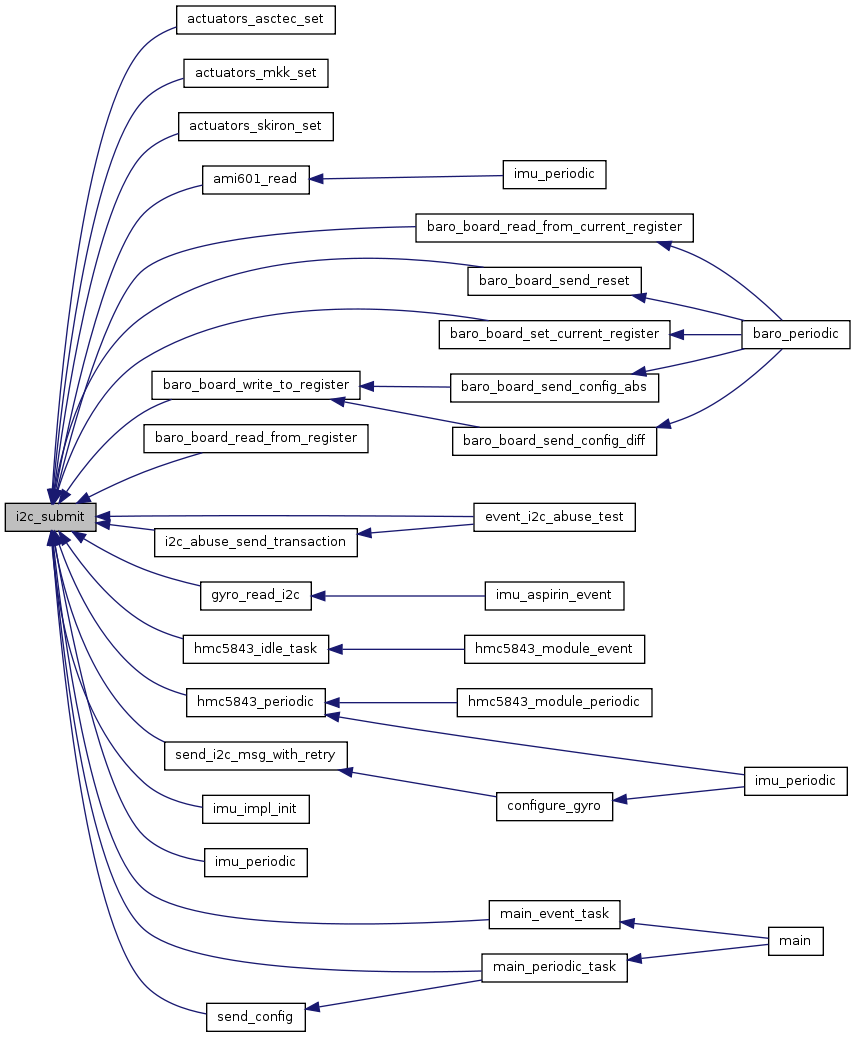 actuators_asctec_set
actuators_mkk_set
actuators_skiron_set
ami601_read
imu_periodic
baro_board_read_from_current_register
baro_board_send_reset
baro_board_set_current_register
baro_periodic
baro_board_write_to_register
baro_board_send_config_abs
baro_board_read_from_register
baro_board_send_config_diff
i2c_submit
event_i2c_abuse_test
i2c_abuse_send_transaction
gyro_read_i2c
imu_aspirin_event
hmc5843_idle_task
hmc5843_module_event
hmc5843_periodic
hmc5843_module_periodic
send_i2c_msg_with_retry
imu_periodic
imu_impl_init
configure_gyro
imu_periodic
main_event_task
main
main_periodic_task
send_config